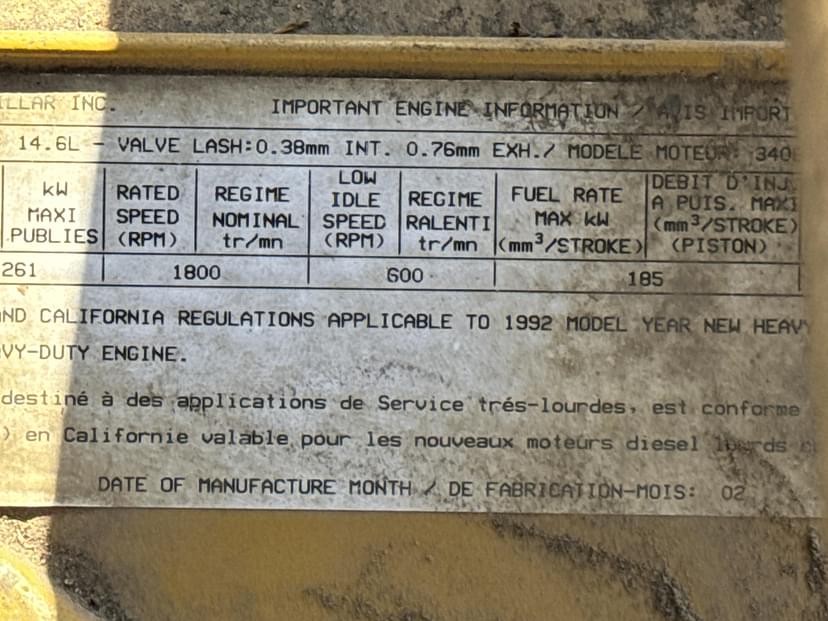 ILLAR INC. IMPORTANT ENGINE INFORMATION / AVIS IMPORT
14.6L - VALVE LASH:0.38mm INT. 0.76mm EXH./ MODELE MOTEUR: 340
kW MAXI PUBLIES
RATED SPEED (RPM)
REGIME NOMINAL tr/mn
LOW IDLE SPEED (RPM)
REGIME RALENTI tr/mn
FUEL RATE MAX kW (mm³/STROKE)
DEBIT D'INJ. A PUIS. MAXI (mm³/STROKE) (PISTON)
261 1800 600 185
AND CALIFORNIA REGULATIONS APPLICABLE TO 1992 MODEL YEAR NEW HEAVY
VY-DUTY ENGINE.
destiné à des applications de Service trés-lourdes, est conforme
) en Californie valable pour les nouveaux moteurs diesel lourds
DATE OF MANUFACTURE MONTH / DE FABRICATION-MOIS: 02